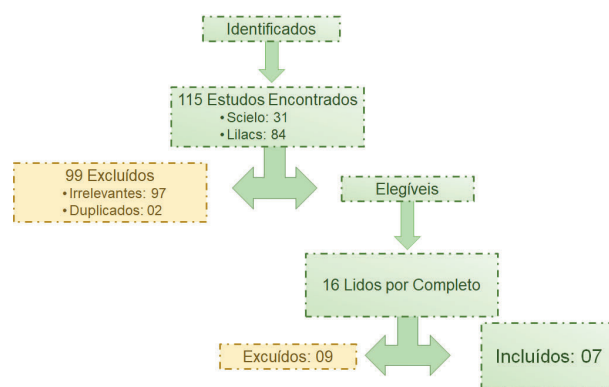 Identificados
115 Estudos Encontrados
• Scielo: 31
• Lilacs: 84
99 Excluídos
• Irrelevantes: 97
• Duplicados: 02
Elegíveis
16 Lidos por Completo
Excuídos: 09
Incluídos: 07